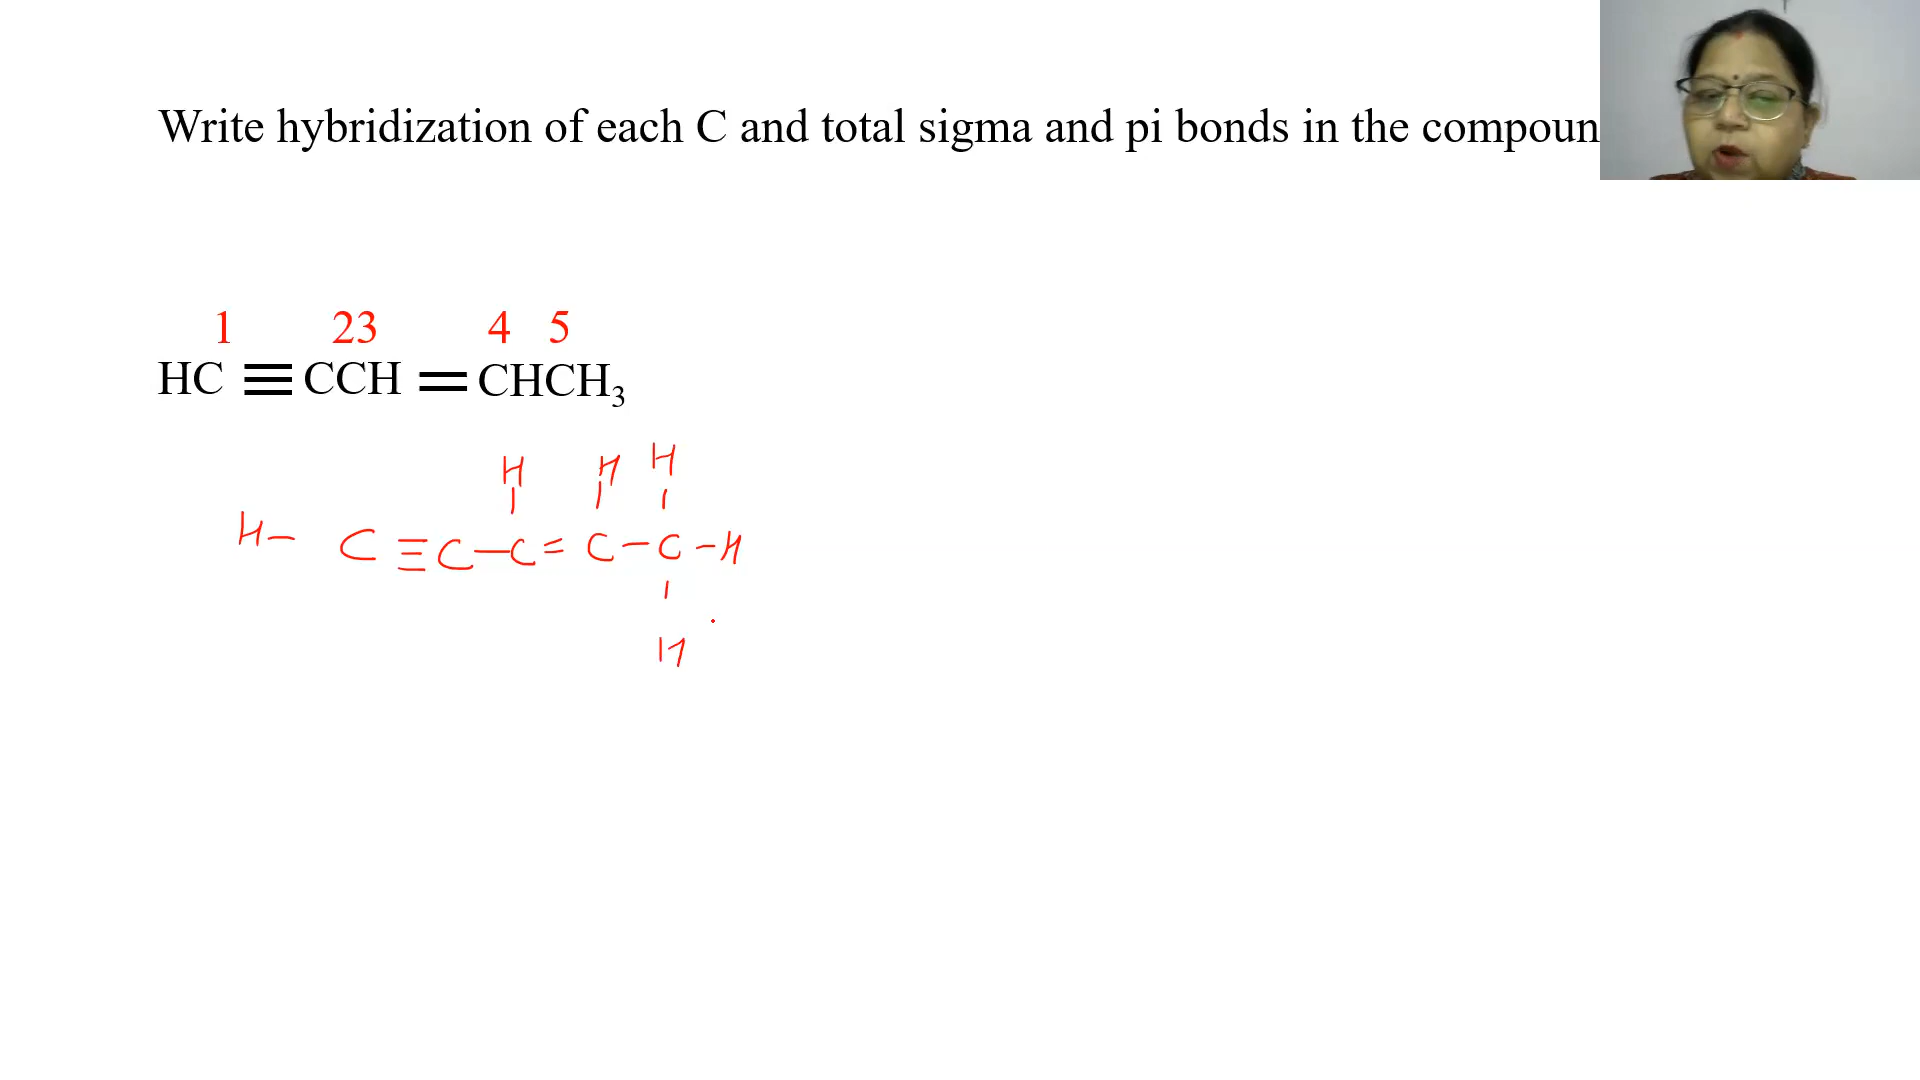 Write hybridization of each C and total sigma and pi bonds in the compoun
1 23 4 5
HC ≡ CCH = CHCH₃
H H H
H- C ≡C-C=C-C-H
H